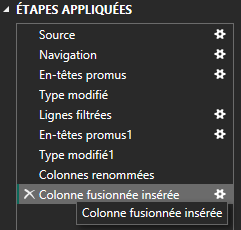 ÉTAPES APPLIQUÉES
Source
Navigation
En-têtes promus
Type modifié
Lignes filtrées
En-têtes promus1
Type modifié1
Colonnes renommées
Colonne fusionnée insérée
Colonne fusionnée insérée